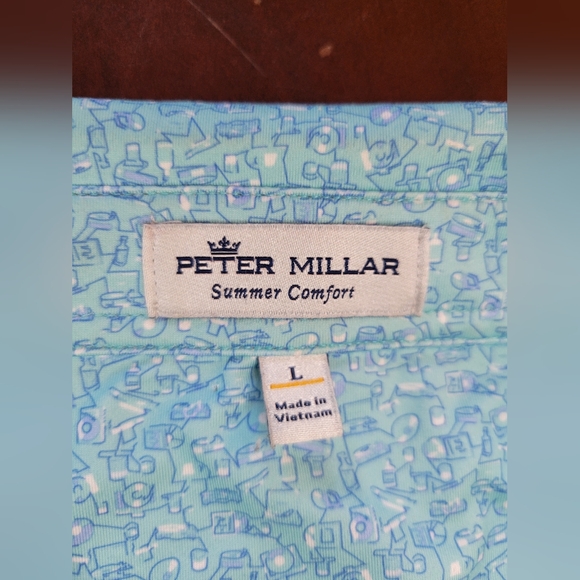 PETER MILLAR
Summer Comfort
L
Made in
Vietnam